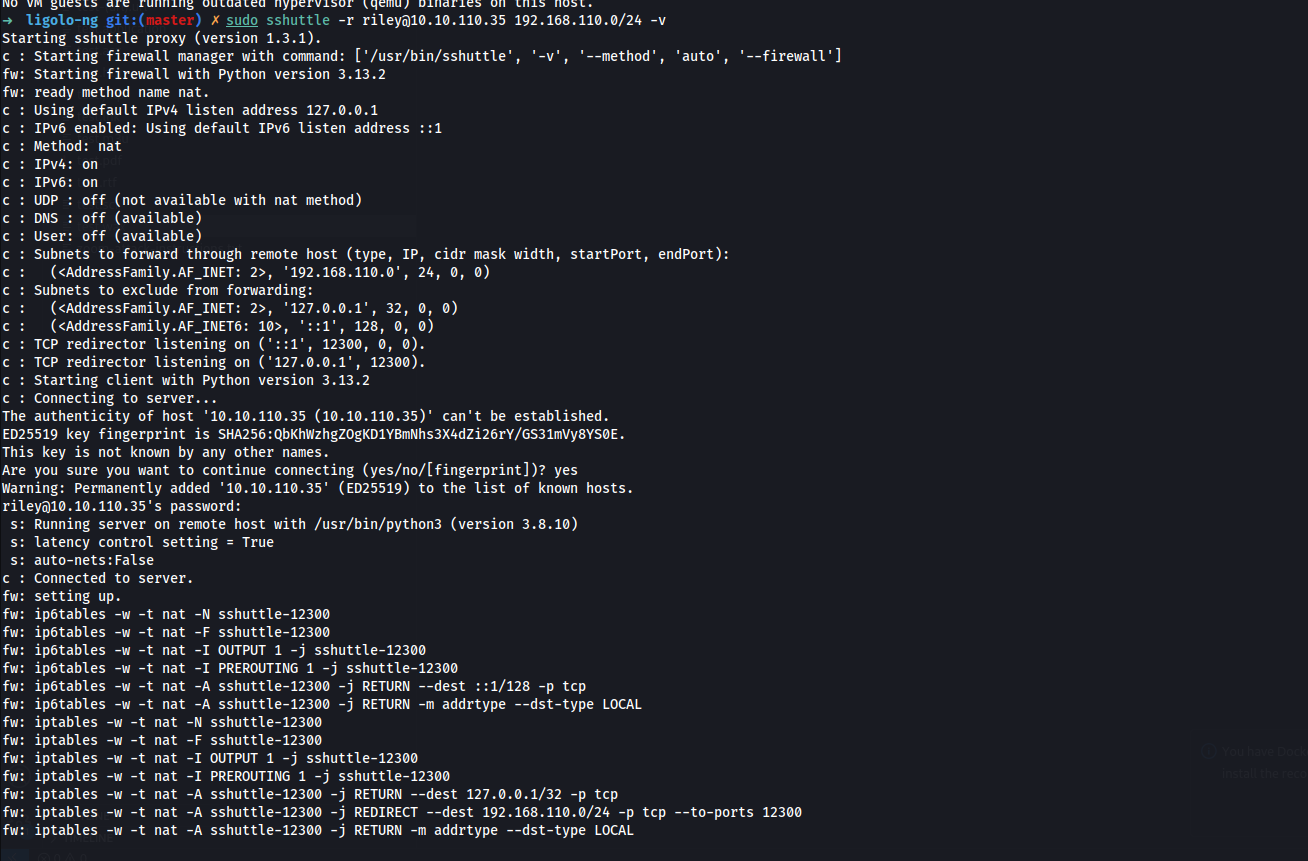 No VM guests are running outdated hypervisor (qemu) binaries on this host.
→ ligolo-ng git:(master) ✗ sudo sshuttle -r riley@10.10.110.35 192.168.110.0/24 -v
Starting sshuttle proxy (version 1.3.1).
c : Starting firewall manager with command: ['/usr/bin/sshuttle', '-v', '--method', 'auto', '--firewall']
fw: Starting firewall with Python version 3.13.2
fw: ready method name nat.
c : Using default IPv4 listen address 127.0.0.1
c : IPv6 enabled: Using default IPv6 listen address ::1
c : Method: nat
c : IPv4: on
c : IPv6: on
c : UDP : off (not available with nat method)
c : DNS : off (available)
c : User: off (available)
c : Subnets to forward through remote host (type, IP, cidr mask width, startPort, endPort):
c :   (<AddressFamily.AF_INET: 2>, '192.168.110.0', 24, 0, 0)
c : Subnets to exclude from forwarding:
c :   (<AddressFamily.AF_INET: 2>, '127.0.0.1', 32, 0, 0)
c :   (<AddressFamily.AF_INET6: 10>, '::1', 128, 0, 0)
c : TCP redirector listening on ('::1', 12300, 0, 0).
c : TCP redirector listening on ('127.0.0.1', 12300).
c : Starting client with Python version 3.13.2
c : Connecting to server...
The authenticity of host '10.10.110.35 (10.10.110.35)' can't be established.
ED25519 key fingerprint is SHA256:QbKhWzhgZOgKD1YBmNhs3X4dZi26rY/GS31mVy8YS0E.
This key is not known by any other names.
Are you sure you want to continue connecting (yes/no/[fingerprint])? yes
Warning: Permanently added '10.10.110.35' (ED25519) to the list of known hosts.
riley@10.10.110.35's password:
 s: Running server on remote host with /usr/bin/python3 (version 3.8.10)
 s: latency control setting = True
 s: auto-nets:False
c : Connected to server.
fw: setting up.
fw: ip6tables -w -t nat -N sshuttle-12300
fw: ip6tables -w -t nat -F sshuttle-12300
fw: ip6tables -w -t nat -I OUTPUT 1 -j sshuttle-12300
fw: ip6tables -w -t nat -I PREROUTING 1 -j sshuttle-12300
fw: ip6tables -w -t nat -A sshuttle-12300 -j RETURN --dest ::1/128 -p tcp
fw: ip6tables -w -t nat -A sshuttle-12300 -j RETURN -m addrtype --dst-type LOCAL
fw: iptables -w -t nat -N sshuttle-12300
fw: iptables -w -t nat -F sshuttle-12300
fw: iptables -w -t nat -I OUTPUT 1 -j sshuttle-12300
fw: iptables -w -t nat -I PREROUTING 1 -j sshuttle-12300
fw: iptables -w -t nat -A sshuttle-12300 -j RETURN --dest 127.0.0.1/32 -p tcp
fw: iptables -w -t nat -A sshuttle-12300 -j REDIRECT --dest 192.168.110.0/24 -p tcp --to-ports 12300
fw: iptables -w -t nat -A sshuttle-12300 -j RETURN -m addrtype --dst-type LOCAL